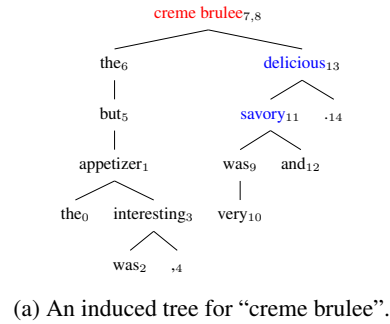 creme brulee7,8
the6 delicious13
but5 savory11 .14
appetizer1 was9 and12
the0 interesting3 very10
was2 ,4
(a) An induced tree for “creme brulee”.